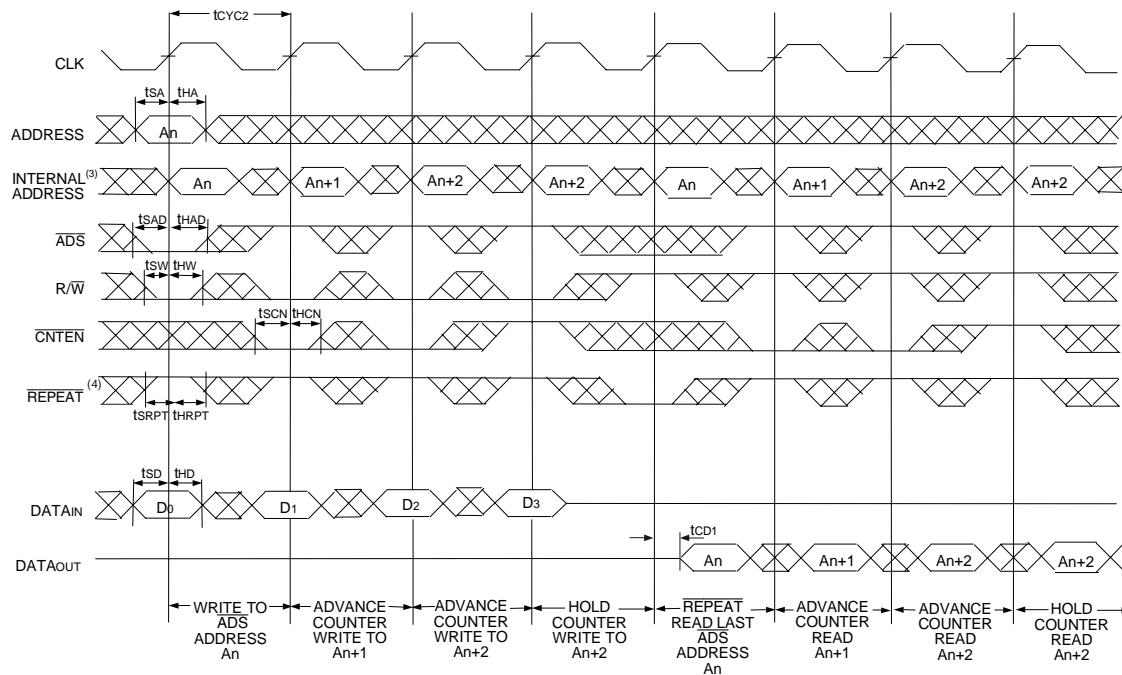 tCYC2
CLK
tSA tHA
ADDRESS
An
INTERNAL(3)
ADDRESS
An An+1 An+2 An+2 An An+1 An+2 An+2
tSAD tHAD
ADS
tSW tHW
R/W
tSCN tHCN
CNTEN
REPEAT (4)
tSRPT tHRPT
tSD tHD
DATAIN
D0 D1 D2 D3
tCD1
DATAOUT
An An+1 An+2 An+2
WRITE TO
ADS
ADDRESS
An
ADVANCE
COUNTER
WRITE TO
An+1
ADVANCE
COUNTER
WRITE TO
An+2
HOLD
COUNTER
WRITE TO
An+2
REPEAT
READ LAST
ADS
ADDRESS
An
ADVANCE
COUNTER
READ
An+1
ADVANCE
COUNTER
READ
An+2
HOLD
COUNTER
READ
An+2